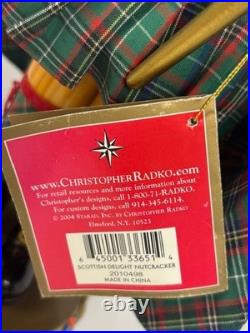 www.CHRISTOPHERRADKO.com
For retail resources and more information about
Christopher's designs, call 1-800-71-RADKO.
For custom designs, call 914-345-6114.
© 2004 STARAD, INC. BY CHRISTOPHER RADKO
Elmsford, N.Y. 10523
6 45001 33651 4
SCOTTISH DELIGHT NUTCRACKER
2010498
MADE IN CHINA